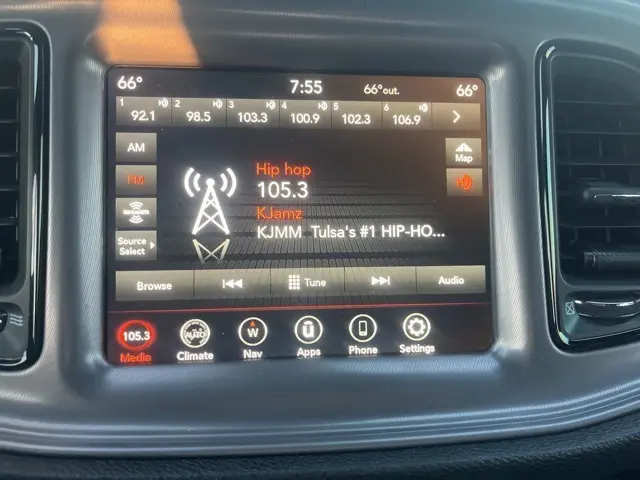 66° 7:55 66°out. 66°
1 92.1 2 98.5 3 103.3 4 100.9 5 102.3 6 106.9
AM
Map
FM
Hip hop
105.3
SiriusXM
KJamz
Source
Select
KJMM Tulsa's #1 HIP-HO...
Browse Tune Audio
105.3 AUTO W U
Media Climate Nav Apps Phone Settings